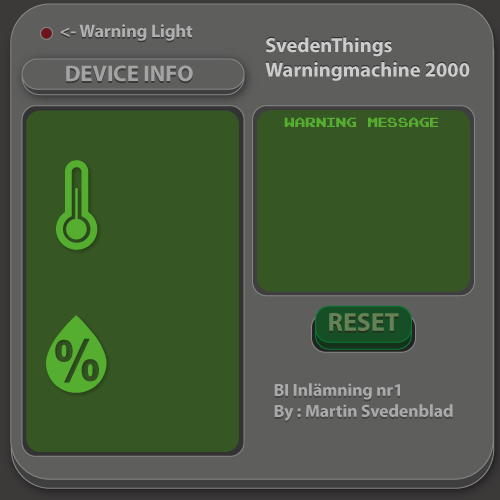 <- Warning Light
SvedenThings
Warningmachine 2000
DEVICE INFO
WARNING MESSAGE
%
RESET
BI Inlämning nr1
By : Martin Svedenblad